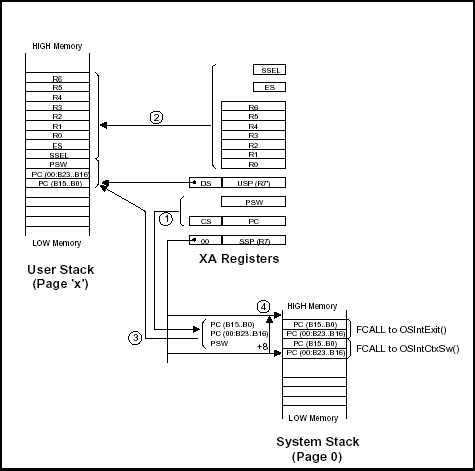 HIGH Memory
R6
R5
R4
R3
R2
R1
R0
ES
SSEL
PSW
PC (00:B23..B16)
PC (B15..B0)
LOW Memory
User Stack
(Page 'x')
2
1
3
SSEL
ES
R6
R5
R4
R3
R2
R1
R0
DS USP (R7)
PSW
CS PC
00 SSP (R7)
XA Registers
PC (B15..B0)
PC (00:B23..B16)
PSW
+8
4
HIGH Memory
PC (B15..B0)
PC (00:B23..B16)
PC (B15..B0)
PC (00:B23..B16)
FCALL to OSIntExit()
FCALL to OSIntCtxSw()
LOW Memory
System Stack
(Page 0)